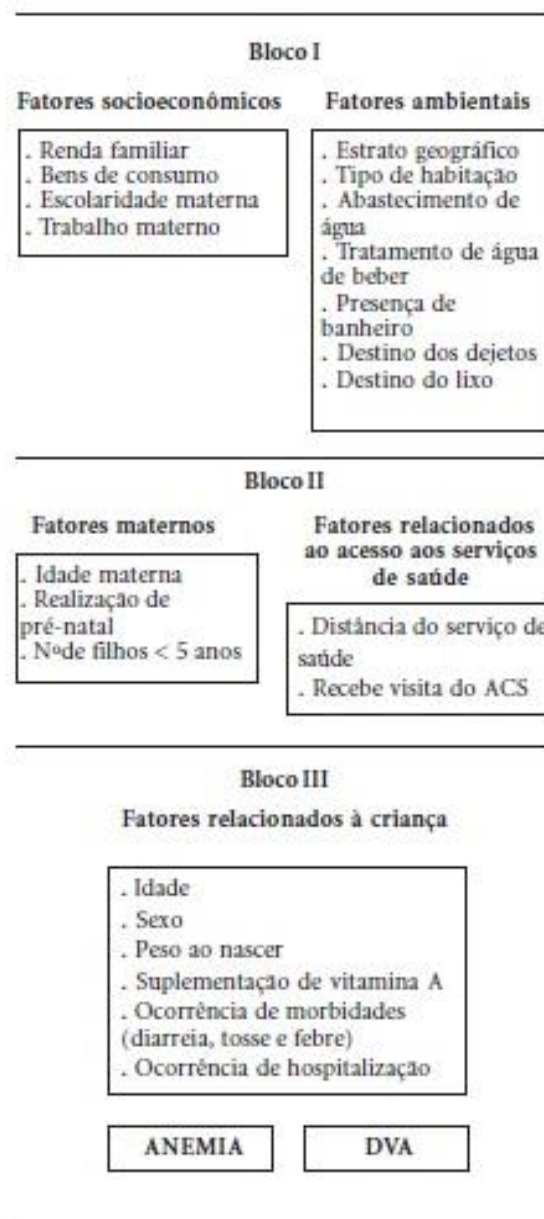 Bloco I
Fatores socioeconômicos
. Renda familiar
. Bens de consumo
. Escolaridade materna
. Trabalho materno
Fatores ambientais
. Estrato geográfico
. Tipo de habitação
. Abastecimento de
água
. Tratamento de água
de beber
. Presença de
banheiro
. Destino dos dejetos
. Destino do lixo
Bloco II
Fatores maternos
. Idade materna
. Realização de
pré-natal
. Nº de filhos < 5 anos
Fatores relacionados
ao acesso aos serviços
de saúde
. Distância do serviço de
saúde
. Recebe visita do ACS
Bloco III
Fatores relacionados à criança
. Idade
. Sexo
. Peso ao nascer
. Suplementação de vitamina A
. Ocorrência de morbidades
(diarreia, tosse e febre)
. Ocorrência de hospitalização
ANEMIA
DVA